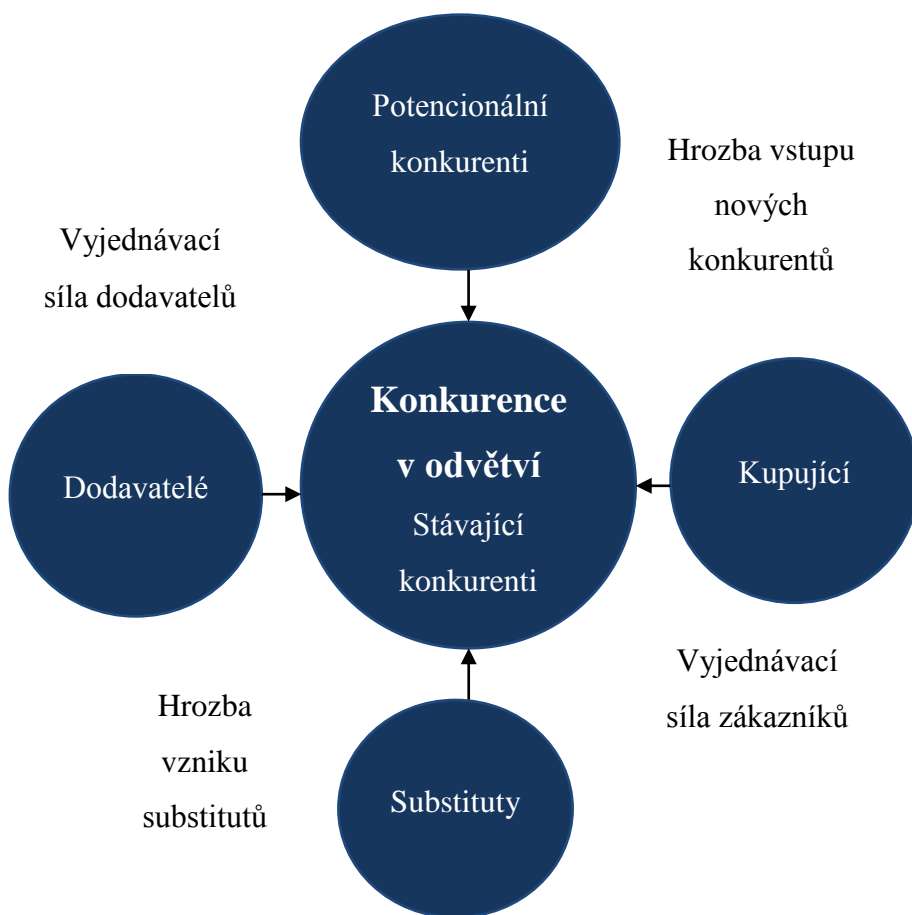 Potencionální
konkurenti
Hrozba vstupu
nových
konkurentů
Vyjednávací
síla dodavatelů
Konkurence
v odvětví
Stávající
konkurenti
Dodavatelé
Kupující
Vyjednávací
síla zákazníků
Hrozba
vzniku
substitutů
Substituty